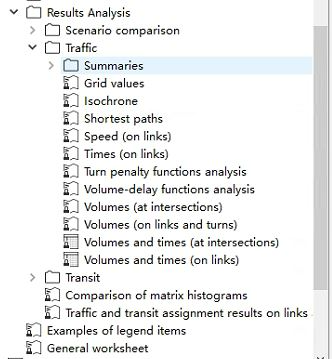 Results Analysis
Scenario comparison
Traffic
Summaries
Grid values
Isochrone
Shortest paths
Speed (on links)
Times (on links)
Turn penalty functions analysis
Volume-delay functions analysis
Volumes (at intersections)
Volumes (on links and turns)
Volumes and times (at intersections)
Volumes and times (on links)
Transit
Comparison of matrix histograms
Traffic and transit assignment results on links
Examples of legend items
General worksheet